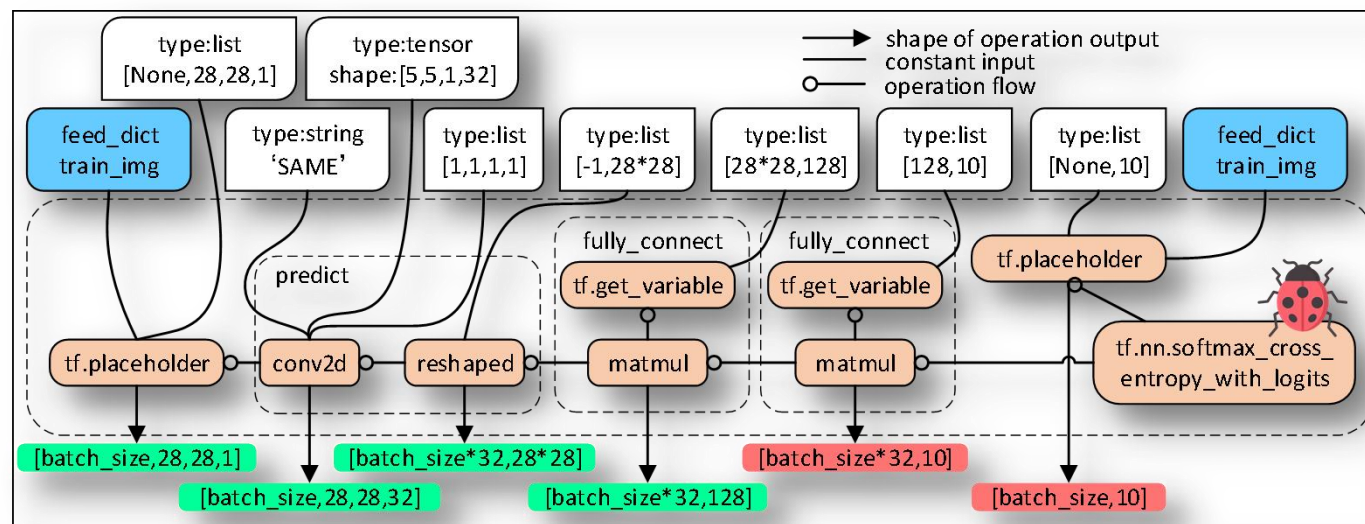 type:list
[None,28,28,1]
type:tensor
shape:[5,5,1,32]
shape of operation output
constant input
operation flow
feed_dict
train_img
type:string
‘SAME’
type:list
[1,1,1,1]
type:list
[-1,28*28]
type:list
[28*28,128]
type:list
[128,10]
type:list
[None,10]
feed_dict
train_img
fully_connect
fully_connect
predict
tf.get_variable
tf.get_variable
tf.placeholder
tf.placeholder
conv2d
reshaped
matmul
matmul
tf.nn.softmax_cross_
entropy_with_logits
[batch_size,28,28,1]
[batch_size*32,28*28]
[batch_size*32,10]
[batch_size,28,28,32]
[batch_size*32,128]
[batch_size,10]